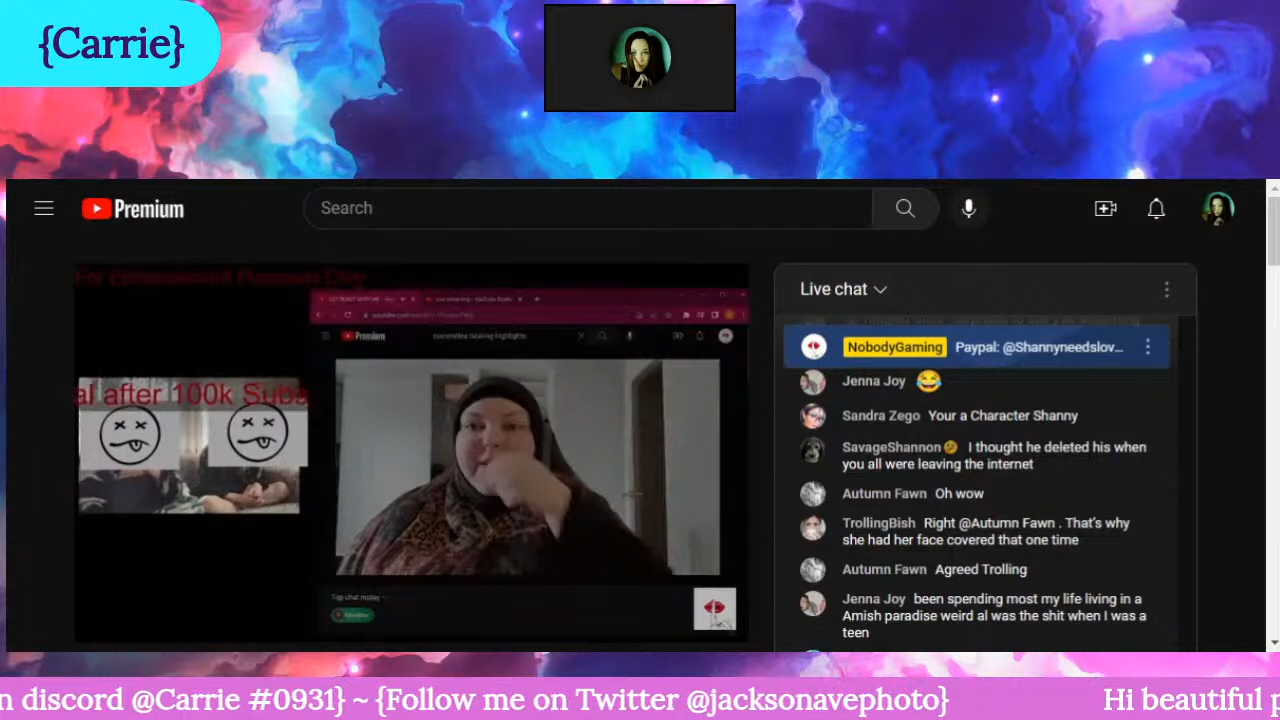 {Carrie}
Premium
Search
al after 100k Subs
Premium
committee meeting highlights
Live chat
NobodyGaming Paypal: @Shannyneedslov...
Jenna Joy 😂
Sandra Zego Your a Character Shanny
SavageShannon🫡 I thought he deleted his when
you all were leaving the internet
Autumn Fawn Oh wow
TrollingBish Right @Autumn Fawn . That's why
she had her face covered that one time
Autumn Fawn Agreed Trolling
Jenna Joy been spending most my life living in a
Amish paradise weird al was the shit when I was a
teen
n discord @Carrie #0931} ~ {Follow me on Twitter @jacksonavephoto}
Hi beautiful p